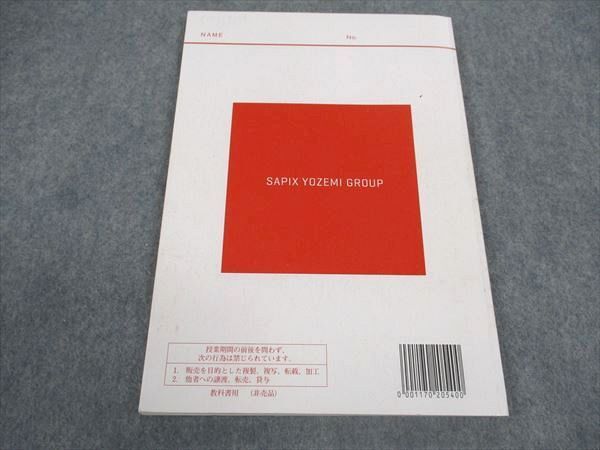 NAME No.
SAPIX YOZEMI GROUP
授業期間の前後を問わず、
次の行為は禁じられています。
1. 販売を目的とした複製、複写、転載、加工
2. 他者への譲渡、転売、貸与
教科書用 (非売品)
0 001170 205400